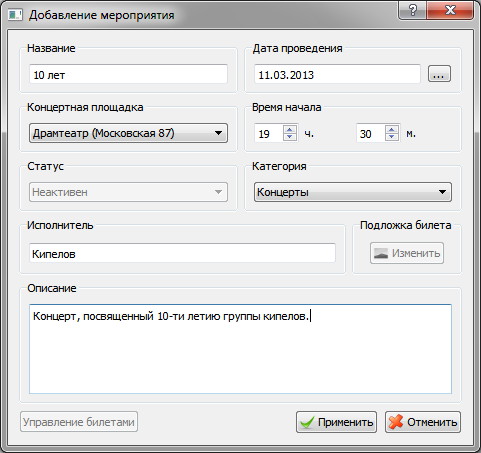 Добавление мероприятия
Название
Дата проведения
10 лет
11.03.2013
...
Концертная площадка
Время начала
Драмтеатр (Московская 87)
19 ч. 30 м.
Статус
Категория
Неактивен
Концерты
Исполнитель
Подложка билета
Кипелов
Изменить
Описание
Концерт, посвященный 10-ти летию группы кипелов.
Управление билетами
Применить
Отменить